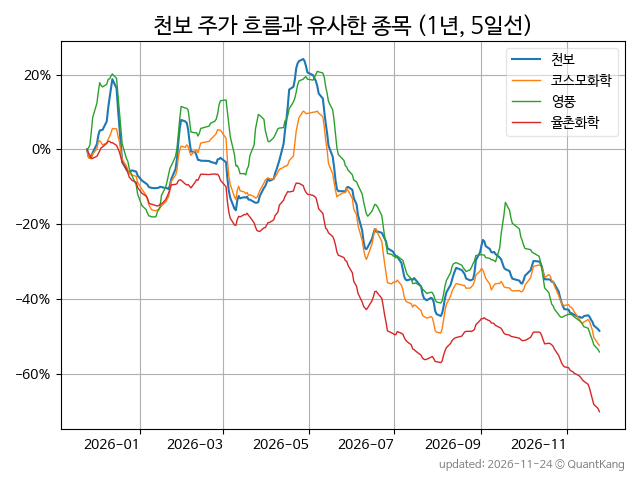 천보 주가 흐름과 유사한 종목 (1년, 5일선)
천보
코스모화학
영풍
율촌화학
20%
0%
−20%
−40%
−60%
2026−01
2026−03
2026−05
2026−07
2026−09
2026−11
updated: 2026-11-24 © QuantKang